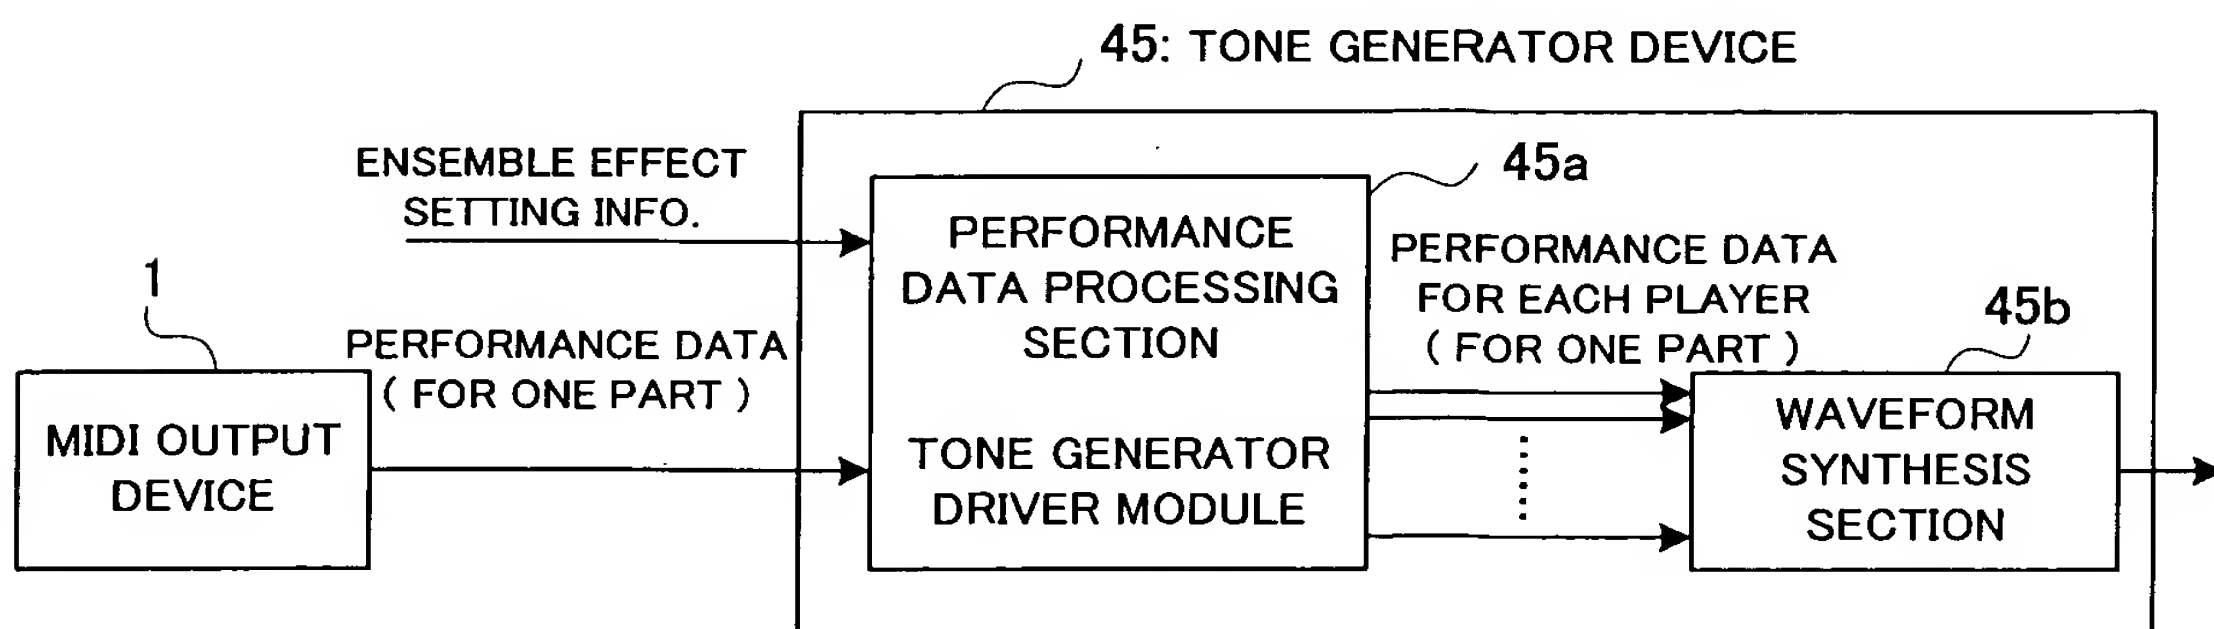 45: TONE GENERATOR DEVICE
ENSEMBLE EFFECT
SETTING INFO.
45a
PERFORMANCE
DATA PROCESSING
SECTION
TONE GENERATOR
DRIVER MODULE
1
PERFORMANCE DATA
( FOR ONE PART )
MIDI OUTPUT
DEVICE
PERFORMANCE DATA
FOR EACH PLAYER
( FOR ONE PART )
45b
WAVEFORM
SYNTHESIS
SECTION